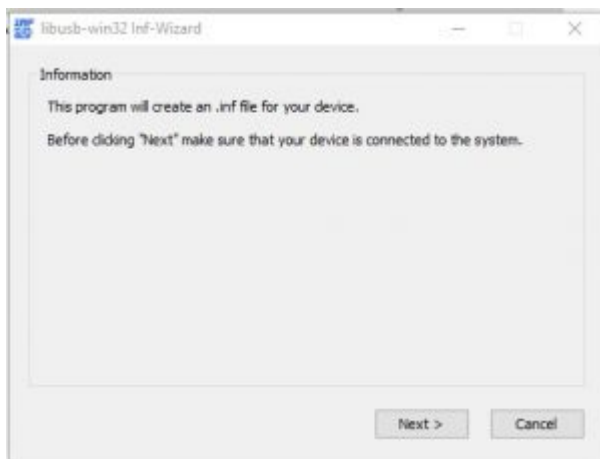 libusb-win32 Inf-Wizard
Information
This program will create an .inf file for your device.
Before clicking "Next" make sure that your device is connected to the system.
Next >
Cancel